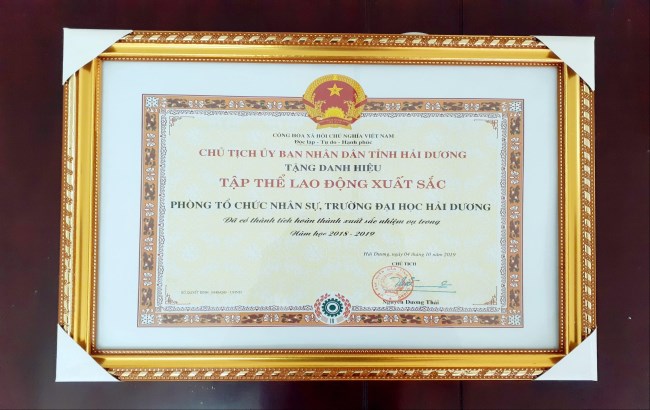 CỘNG HÒA XÃ HỘI CHỦ NGHĨA VIỆT NAM
Độc lập - Tự do - Hạnh phúc
CHỦ TỊCH ỦY BAN NHÂN DÂN TỈNH HẢI DƯƠNG
TẶNG DANH HIỆU
TẬP THỂ LAO ĐỘNG XUẤT SẮC
PHÒNG TỔ CHỨC NHÂN SỰ, TRƯỜNG ĐẠI HỌC HẢI DƯƠNG
Đã có thành tích hoàn thành xuất sắc nhiệm vụ trong
Năm học 2018 - 2019
Hải Dương, ngày 04 tháng 10 năm 2019
CHỦ TỊCH
Nguyễn Dương Thái